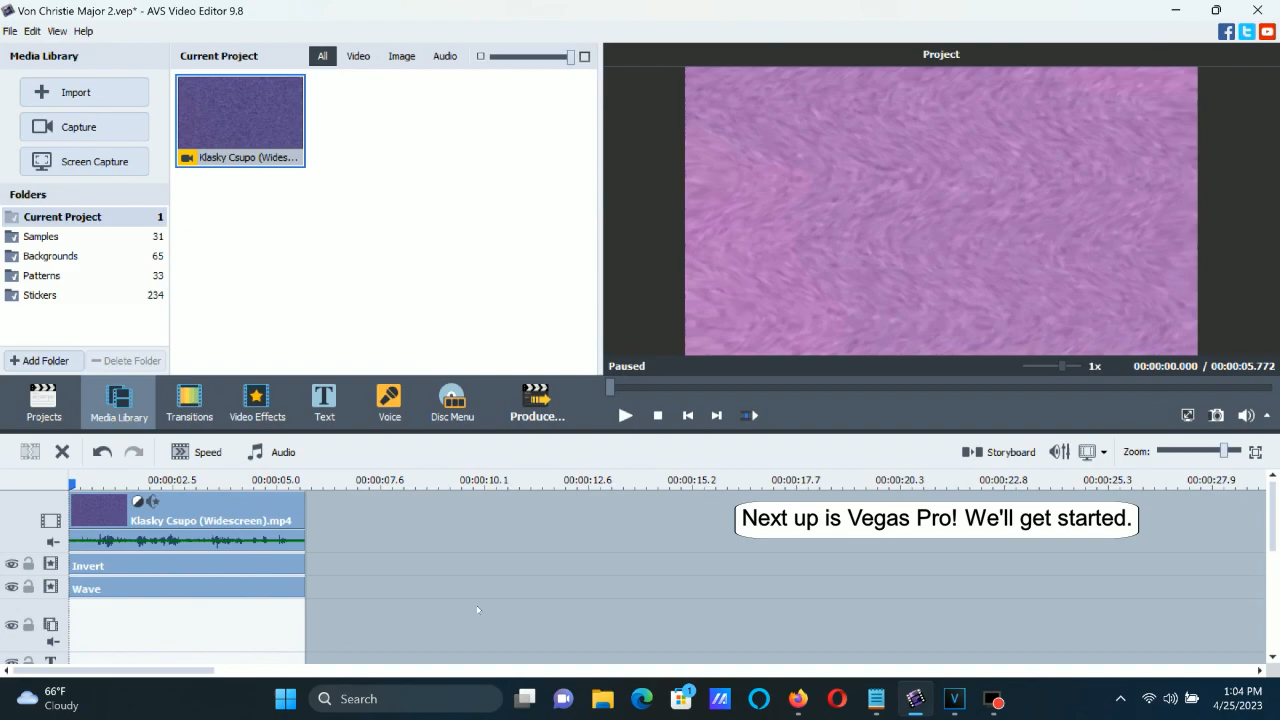 Von Christie Major 2.vep* - AVS Video Editor 9.8
File Edit View Help
Media Library
Current Project
All
Video
Image
Audio
Project
Import
Capture
Screen Capture
Klasky Csupo (Wides...
Folders
Current Project 1
Samples 31
Backgrounds 65
Patterns 33
Stickers 234
Add Folder
Delete Folder
Paused
1x
00:00:00.000 / 00:00:05.772
Projects
Media Library
Transitions
Video Effects
Text
Voice
Disc Menu
Produce...
Speed
Audio
Storyboard
Zoom:
00:00:02.5 00:00:05.0 00:00:07.6 00:00:10.1 00:00:12.6 00:00:15.2 00:00:17.7 00:00:20.3 00:00:22.8 00:00:25.3 00:00:27.9
Klasky Csupo (Widescreen).mp4
Next up is Vegas Pro! We'll get started.
Invert
Wave
66°F
Cloudy
Search
1
1:04 PM
4/25/2023